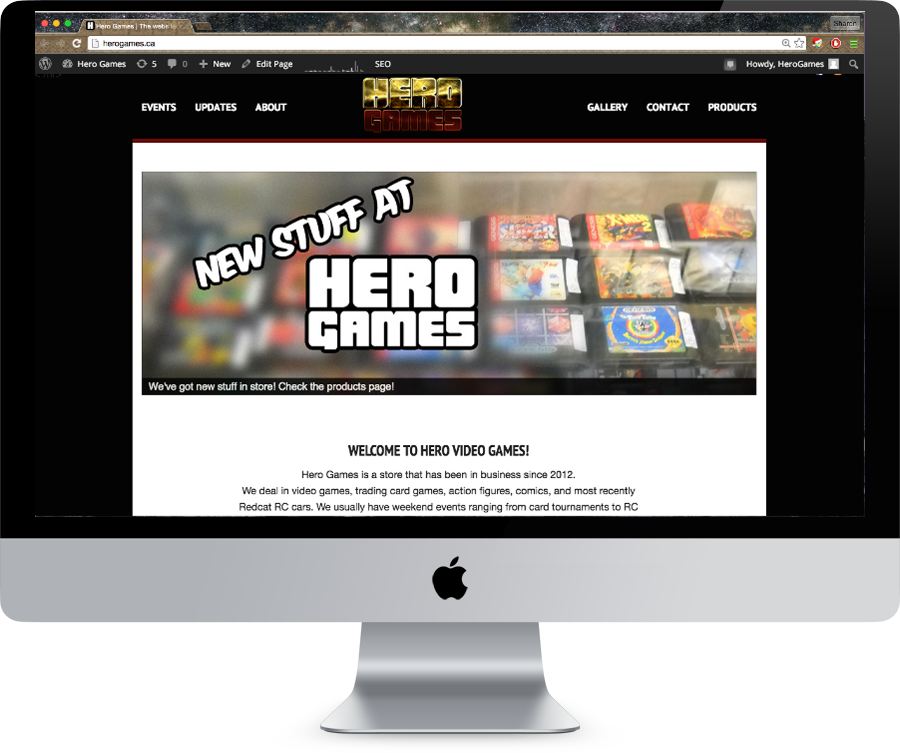 Hero Games | The websi
Sharon
herogames.ca
Hero Games 5 0 New Edit Page SEO Howdy, HeroGames
EVENTS UPDATES ABOUT HERO GAMES GALLERY CONTACT PRODUCTS
NEW STUFF AT
HERO
GAMES
We've got new stuff in store! Check the products page!
WELCOME TO HERO VIDEO GAMES!
Hero Games is a store that has been in business since 2012.
We deal in video games, trading card games, action figures, comics, and most recently
Redcat RC cars. We usually have weekend events ranging from card tournaments to RC